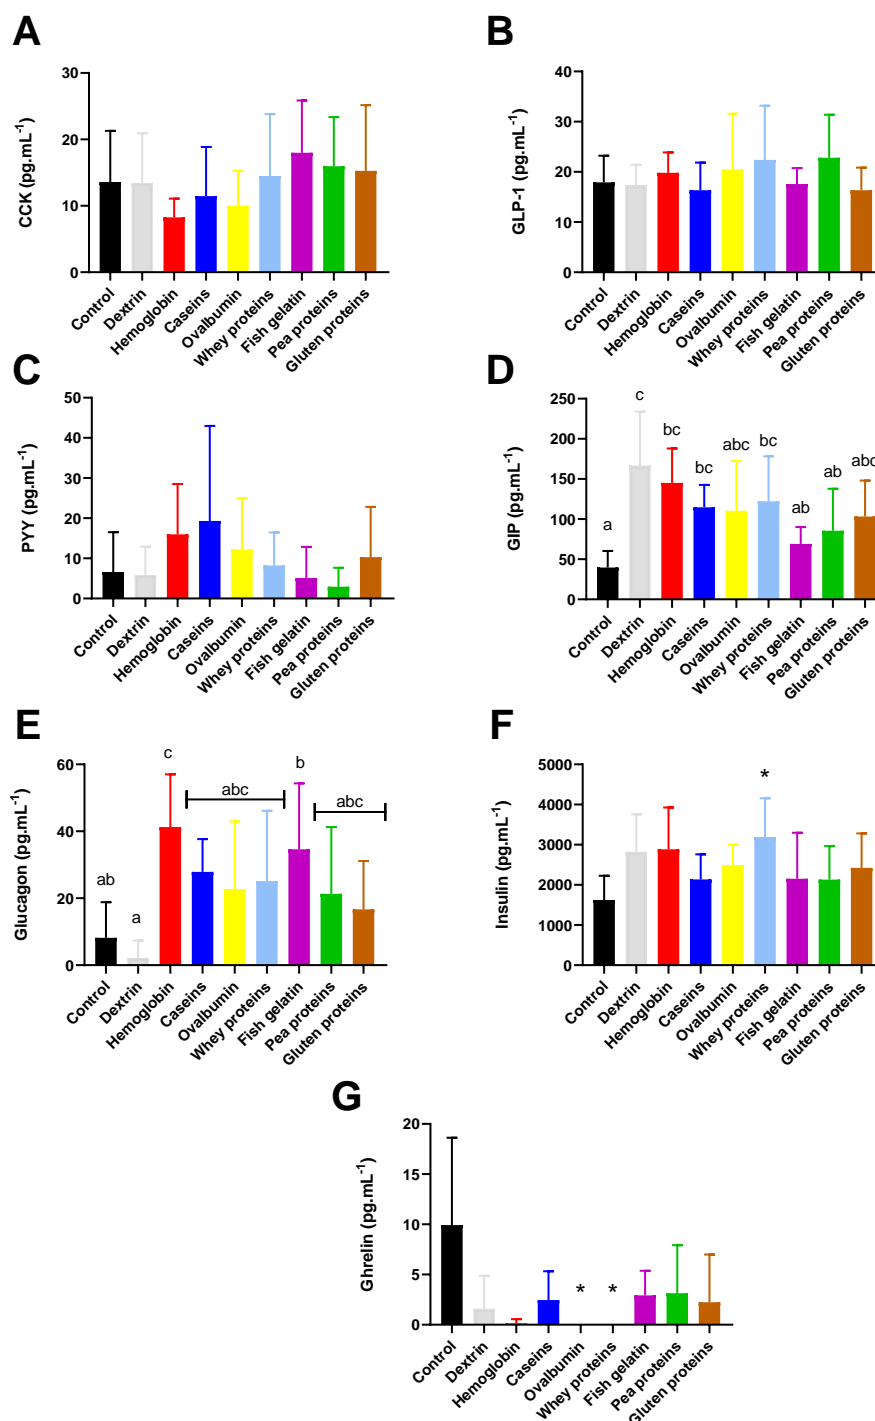 A
CCK (pg.mL⁻¹)
30
20
10
0
Control
Dextrin
Hemoglobin
Caseins
Ovalbumin
Whey proteins
Fish gelatin
Pea proteins
Gluten proteins
B
GLP-1 (pg.mL⁻¹)
40
30
20
10
0
Control
Dextrin
Hemoglobin
Caseins
Ovalbumin
Whey proteins
Fish gelatin
Pea proteins
Gluten proteins
C
PYY (pg.mL⁻¹)
50
40
30
20
10
0
Control
Dextrin
Hemoglobin
Caseins
Ovalbumin
Whey proteins
Fish gelatin
Pea proteins
Gluten proteins
D
GIP (pg.mL⁻¹)
250
200
150
100
50
0
a
c
bc
bc
abc
bc
ab
ab
abc
Control
Dextrin
Hemoglobin
Caseins
Ovalbumin
Whey proteins
Fish gelatin
Pea proteins
Gluten proteins
E
Glucagon (pg.mL⁻¹)
60
40
20
0
ab
a
c
abc
b
abc
Control
Dextrin
Hemoglobin
Caseins
Ovalbumin
Whey proteins
Fish gelatin
Pea proteins
Gluten proteins
F
Insulin (pg.mL⁻¹)
5000
4000
3000
2000
1000
0
*
Control
Dextrin
Hemoglobin
Caseins
Ovalbumin
Whey proteins
Fish gelatin
Pea proteins
Gluten proteins
G
Ghrelin (pg.mL⁻¹)
20
15
10
5
0
*
*
Control
Dextrin
Hemoglobin
Caseins
Ovalbumin
Whey proteins
Fish gelatin
Pea proteins
Gluten proteins